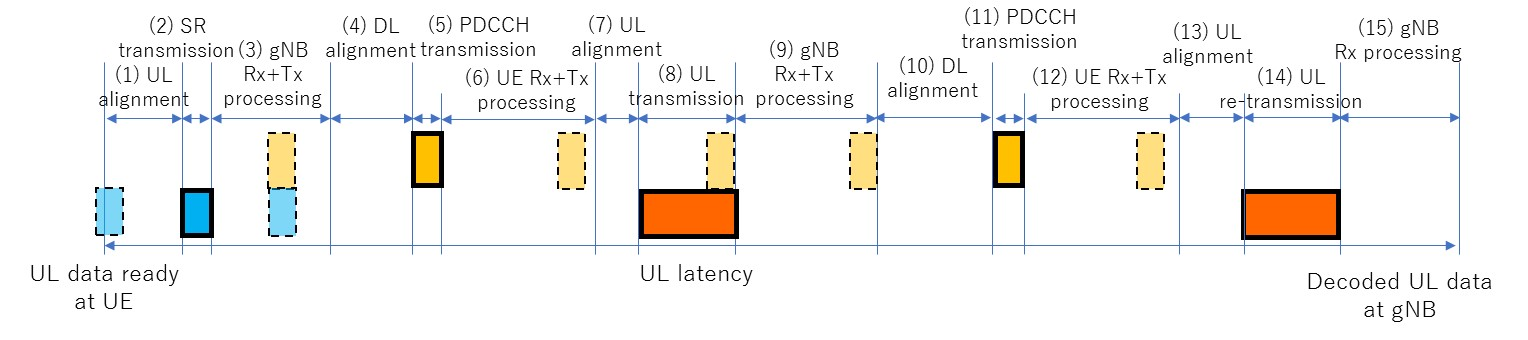 (1) UL
alignment
(2) SR
transmission
(3) gNB
Rx+Tx
processing
(4) DL
alignment
(5) PDCCH
transmission
(6) UE Rx+Tx
processing
(7) UL
alignment
(8) UL
transmission
(9) gNB
Rx+Tx
processing
(10) DL
alignment
(11) PDCCH
transmission
(12) UE Rx+Tx
processing
(13) UL
alignment
(14) UL
re-transmission
(15) gNB
Rx processing
UL data ready
at UE
UL latency
Decoded UL data
at gNB